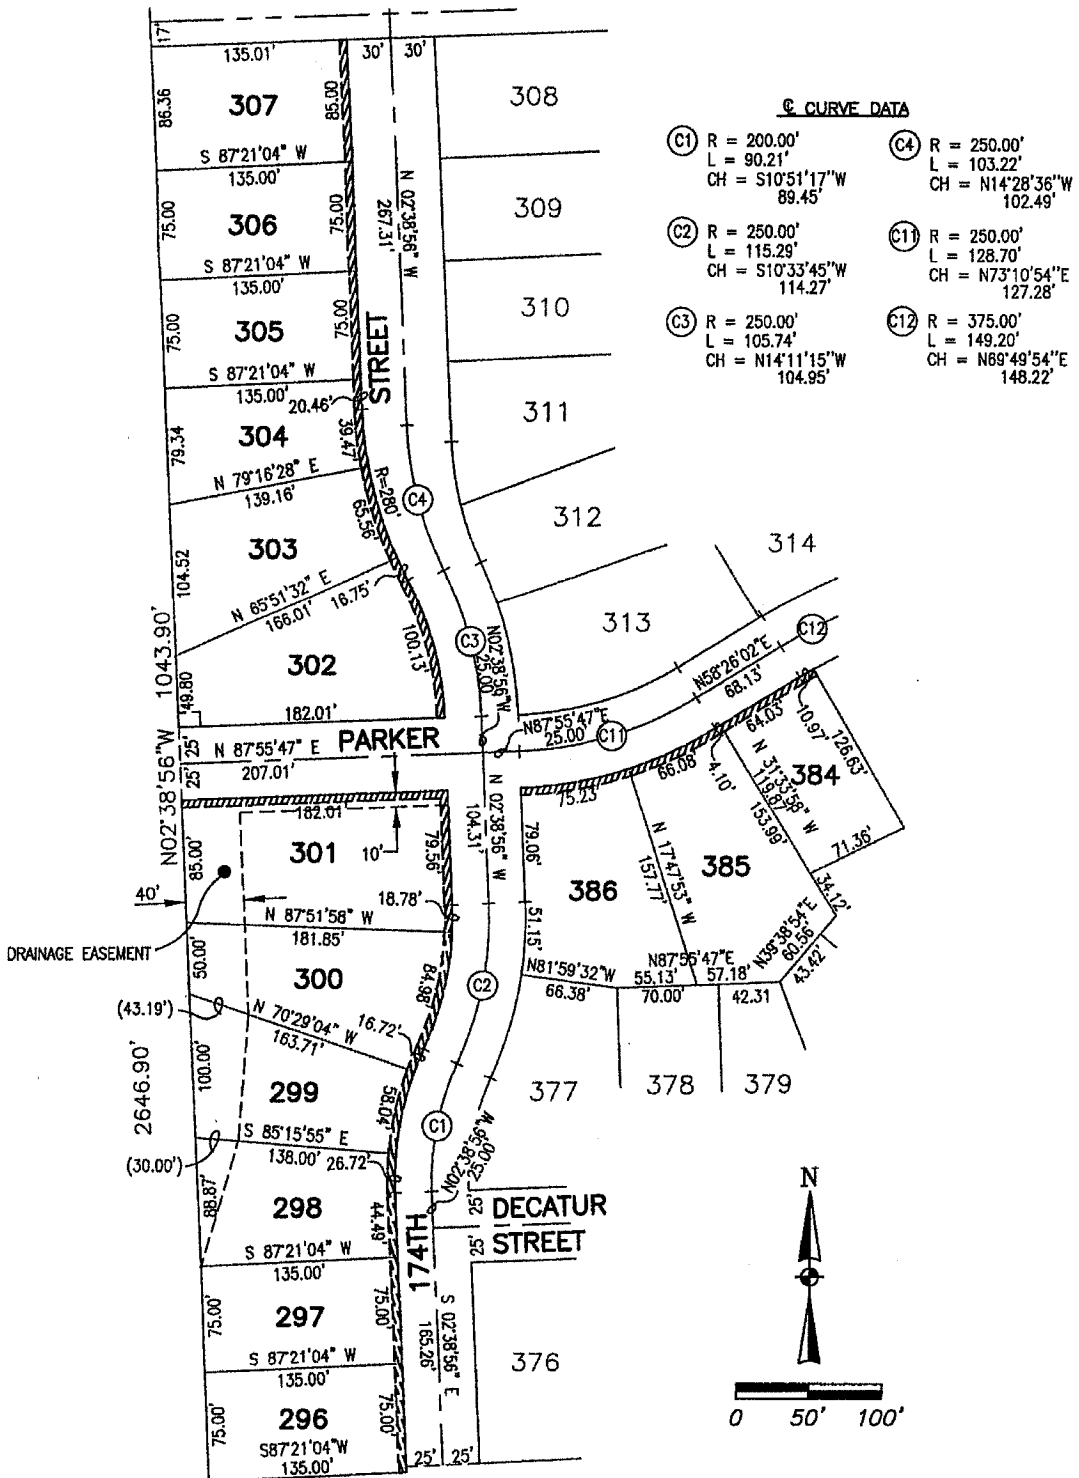 17'
135.01'
30'
30'
86.36
307
85.00
308
S 87°21'04" W
135.00'
75.00
306
75.00
N 02°38'56" W
267.31'
309
S 87°21'04" W
135.00'
75.00
305
75.00
310
STREET
S 87°21'04" W
135.00'
20.46'
79.34
304
39.47'
311
N 79°16'28" E
139.16'
R=280'
C4
65.56'
312
303
104.52
314
N 65°51'32" E
166.01'
16.75'
313
C12
1043.90'
302
100.13'
C3
N02°38'56"W
25.00'
N58°26'02"E
68.13'
49.80
182.01'
N87°55'47"E
25.00'
C11
64.03'
10.97'
25'
N 87°55'47" E
PARKER
207.01'
25'
N02°38'56"W
66.08'
4.10'
N 31°33'58" W
119.87'
153.99'
384
126.63'
182.01'
75.23'
N 02°38'56" W
104.31'
85.00'
301
10'
79.56'
79.06'
N 17°47'53" W
157.77'
385
71.36'
386
40'
18.78'
34.12'
N 87°51'58" W
181.85'
51.15'
DRAINAGE EASEMENT
N39°38'54"E
60.56'
43.42'
50.00'
300
84.98'
C2
N81°59'32"W
66.38'
N87°55'47"E
55.13'
57.18'
70.00'
42.31
(43.19')
N 70°29'04" W
163.71'
16.72'
2646.90'
100.00'
299
58.04'
377
378
379
C1
S 85°15'55" E
138.00'
26.72'
(30.00')
N02°38'56"W
25.00'
88.87'
298
44.49'
25'
DECATUR
STREET
25'
174TH
S 87°21'04" W
135.00'
75.00'
297
75.00'
S 02°38'56" E
165.26'
376
S 87°21'04" W
135.00'
75.00'
296
75.00'
S87°21'04"W
135.00'
25'
25'
℄ CURVE DATA
C1 R = 200.00'
L = 90.21'
CH = S10°51'17"W
89.45'
C2 R = 250.00'
L = 115.29'
CH = S10°33'45"W
114.27'
C3 R = 250.00'
L = 105.74'
CH = N14°11'15"W
104.95'
C4 R = 250.00'
L = 103.22'
CH = N14°28'36"W
102.49'
C11 R = 250.00'
L = 128.70'
CH = N73°10'54"E
127.28'
C12 R = 375.00'
L = 149.20'
CH = N69°49'54"E
148.22'
N
0 50' 100'